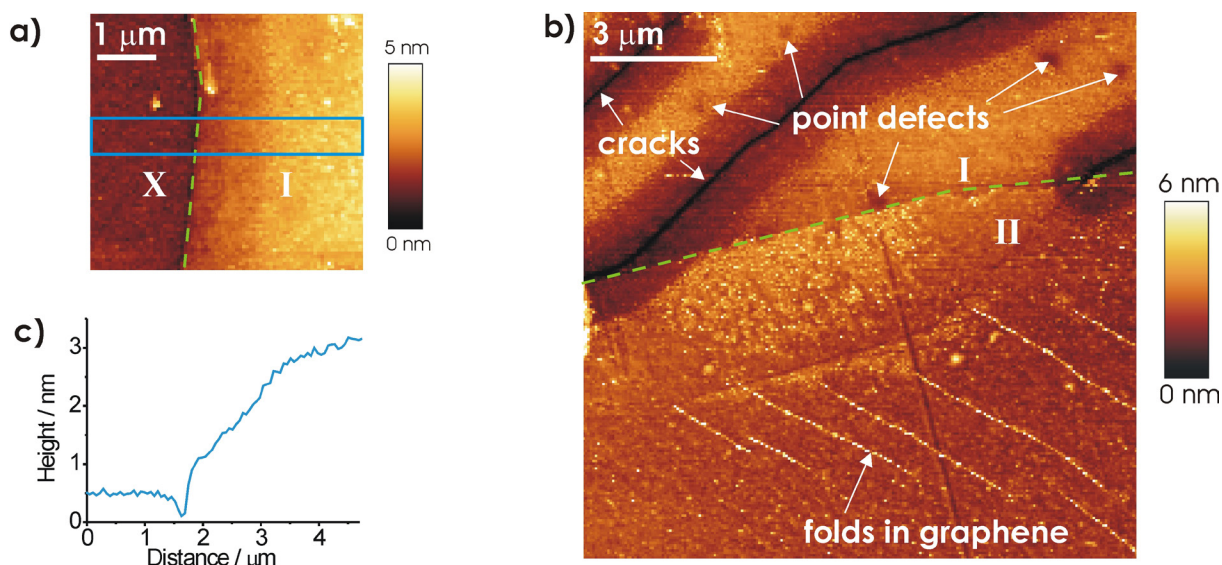 a)
1 μm
5 nm
0 nm
X
I
b)
3 μm
point defects
cracks
I
II
6 nm
0 nm
folds in graphene
c)
Height / nm
3
2
1
0
0 1 2 3 4
Distance / μm